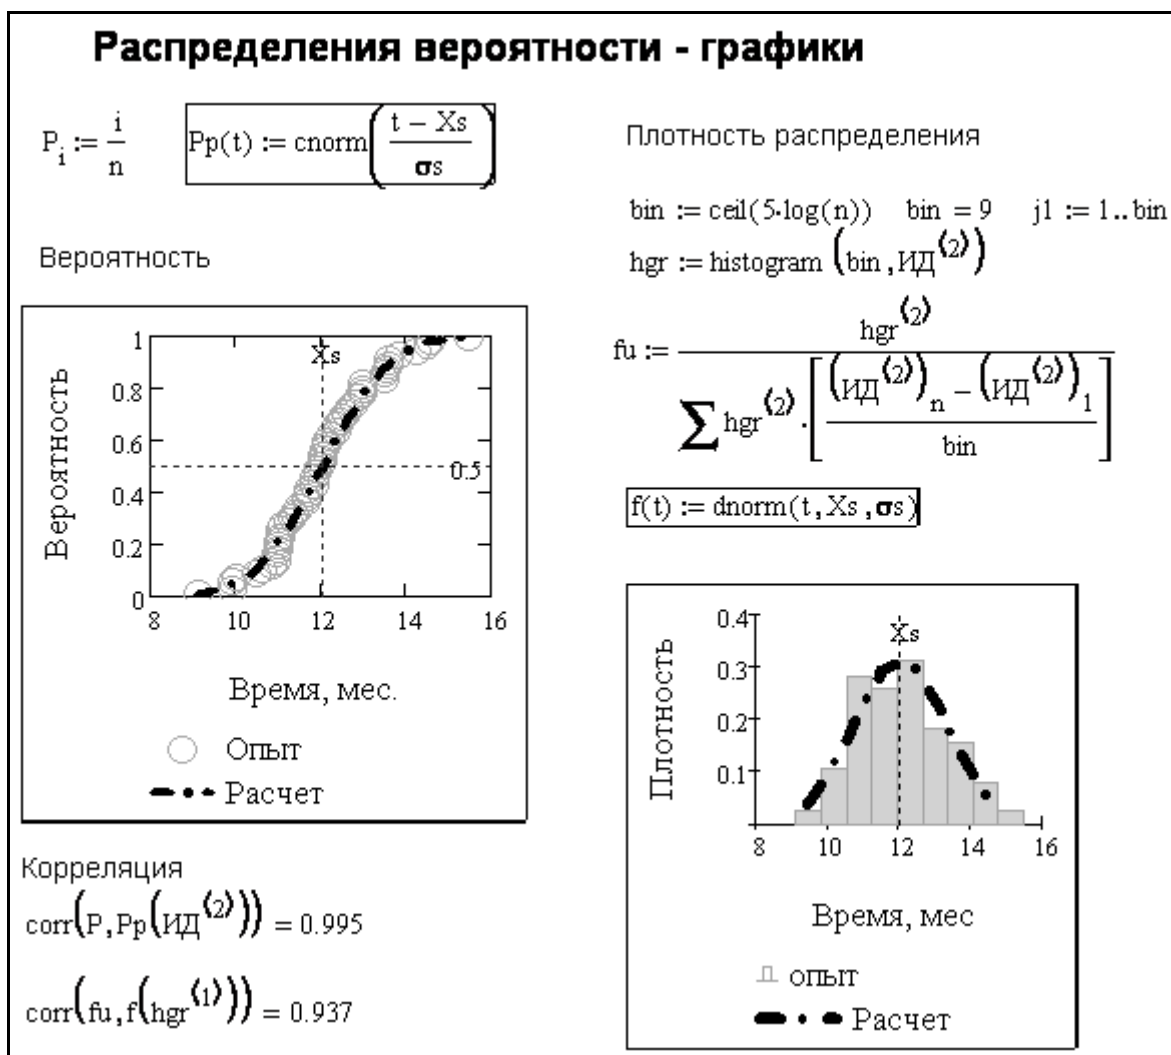 Распределения вероятности - графики
P_i := i/n    Pp(t) := cnorm((t − Xs)/σs)
Вероятность
1
0.8
0.6
0.4
0.2
0
Xs
0.5
Вероятность
8 10 12 14 16
Время, мес.
Опыт
Расчет
Корреляция
corr(P, Pp(ИД^⟨2⟩)) = 0.995
corr(fu, f(hgr^⟨1⟩)) = 0.937
Плотность распределения
bin := ceil(5·log(n))    bin = 9    j1 := 1..bin
hgr := histogram(bin, ИД^⟨2⟩)
fu := hgr^⟨2⟩ / (∑ hgr^⟨2⟩ · [((ИД^⟨2⟩)_n − (ИД^⟨2⟩)_1) / bin])
f(t) := dnorm(t, Xs, σs)
0.4
0.3
0.2
0.1
Xs
Плотность
8 10 12 14 16
Время, мес
опыт
Расчет